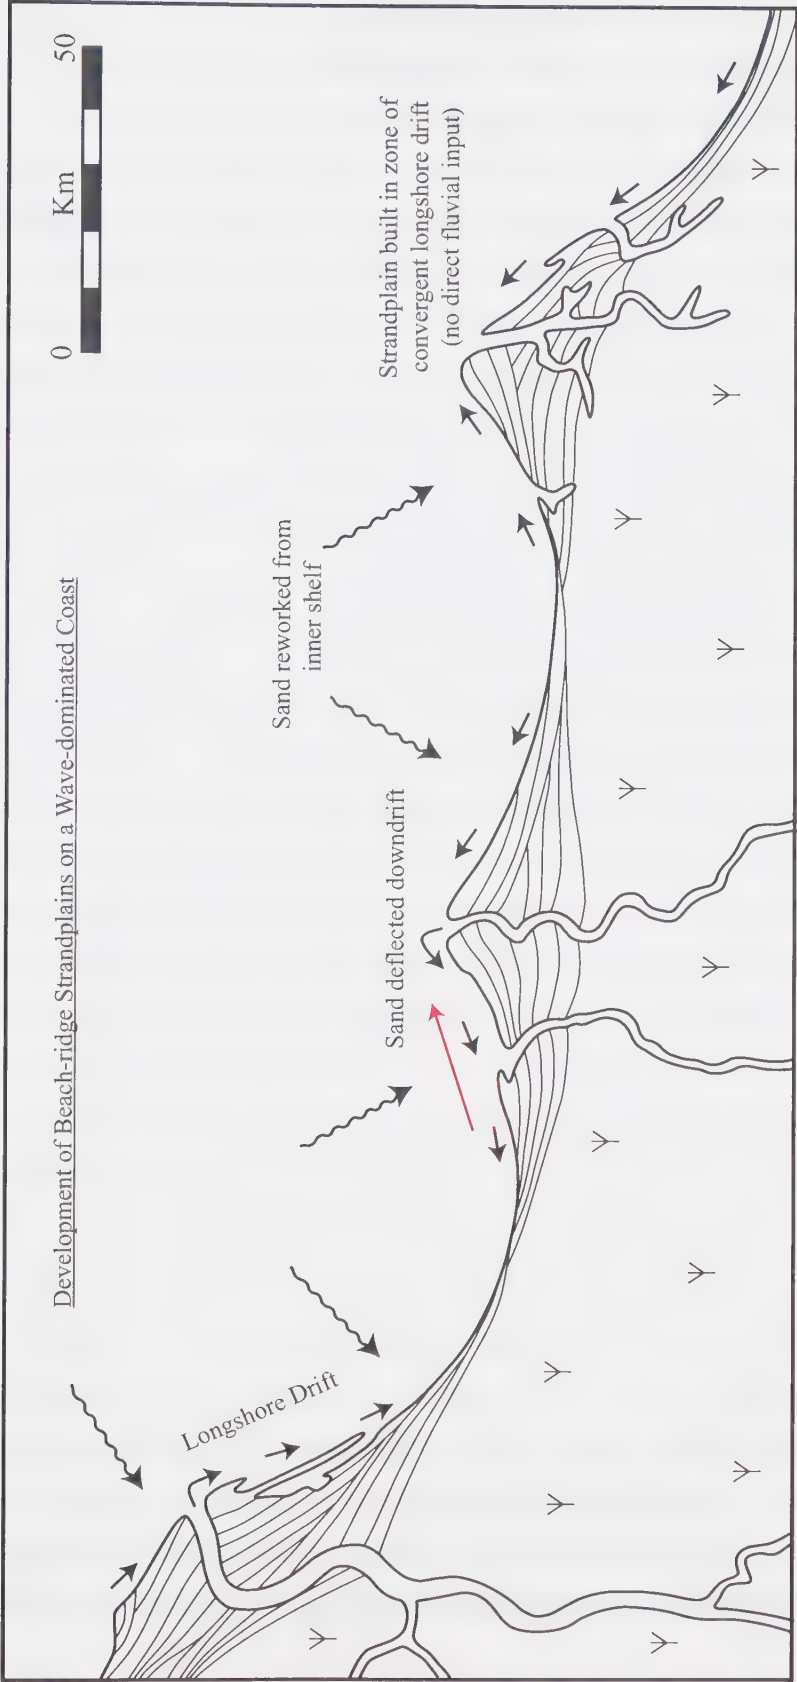 Development of Beach-ridge Strandplains on a Wave-dominated Coast
0 Km 50
Longshore Drift
Sand deflected downdrift
Sand reworked from
inner shelf
Strandplain built in zone of
convergent longshore drift
(no direct fluvial input)